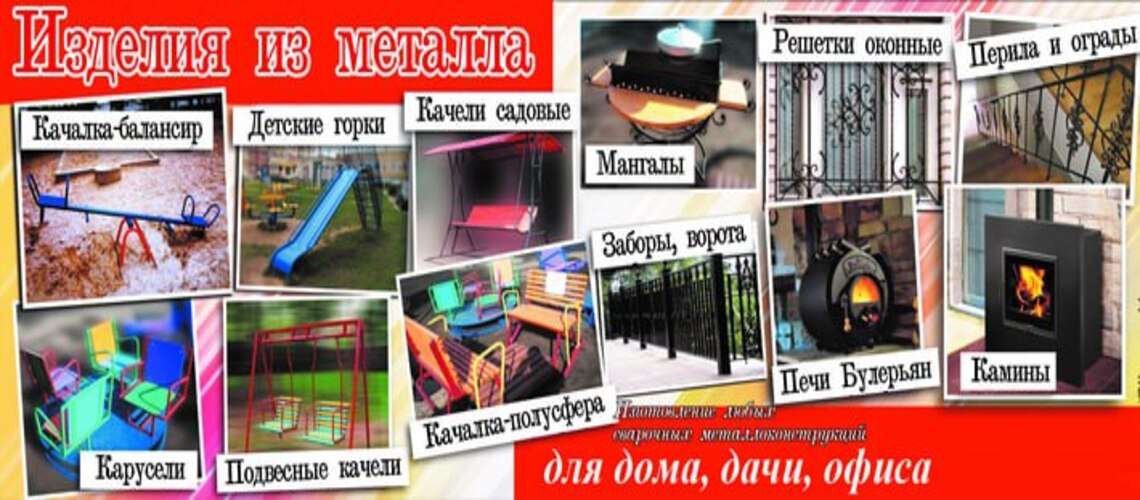 Изделия из металла
Качалка-балансир
Детские горки
Качели садовые
Мангалы
Решетки оконные
Перила и ограды
Карусели
Подвесные качели
Качалка-полусфера
Заборы, ворота
Печи Булерьян
Камины
Изготовление любых
сварочных металлоконструкций
для дома, дачи, офиса